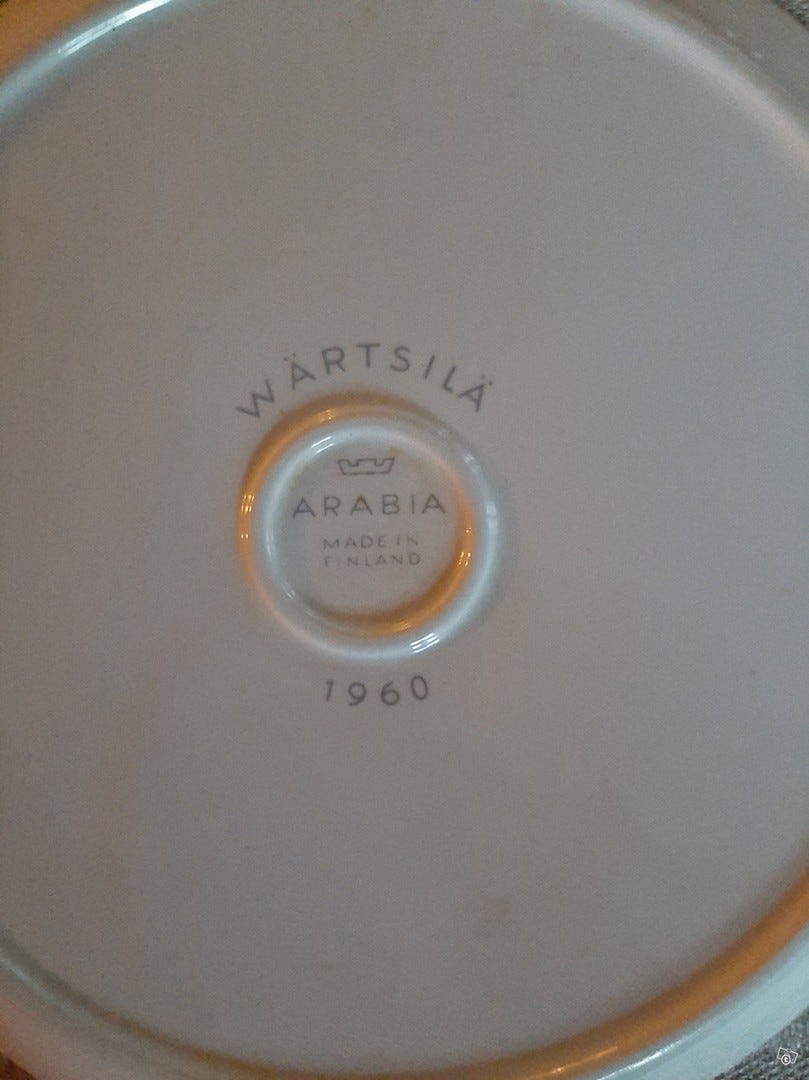 WÄRTSILÄ
ARABIA
MADE IN
FINLAND
1960